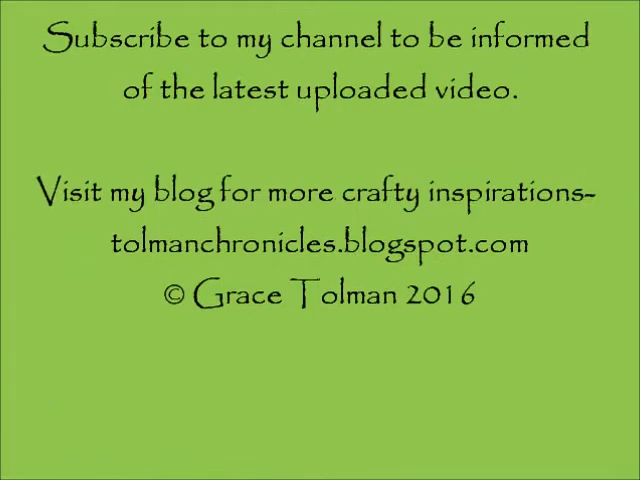 Subscribe to my channel to be informed
of the latest uploaded video.
Visit my blog for more crafty inspirations-
tolmanchronicles.blogspot.com
© Grace Tolman 2016